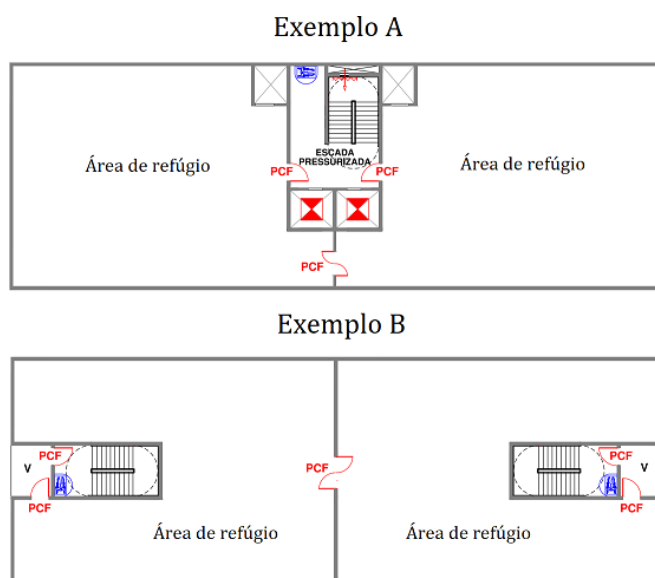 Exemplo A
Área de refúgio
ESCADA
PRESSURIZADA
PCF
PCF
Área de refúgio
PCF
Exemplo B
PCF
V
PCF
PCF
PCF
V
PCF
Área de refúgio
Área de refúgio